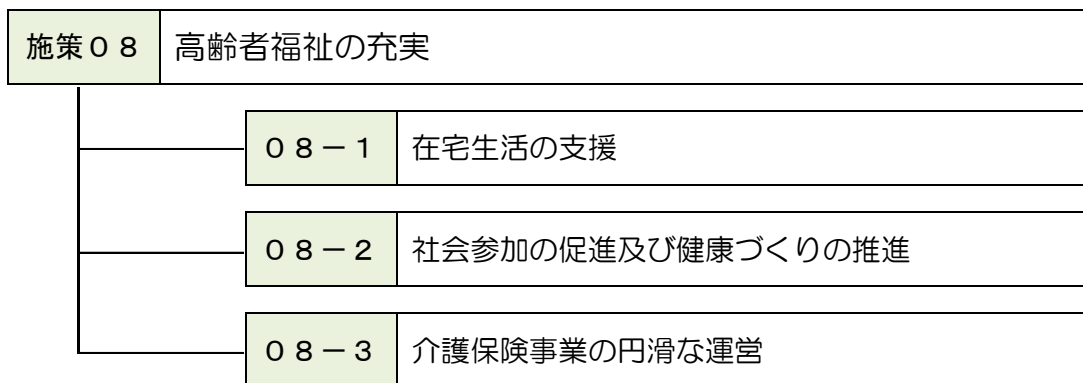 施策０８ 高齢者福祉の充実
０８－１ 在宅生活の支援
０８－２ 社会参加の促進及び健康づくりの推進
０８－３ 介護保険事業の円滑な運営